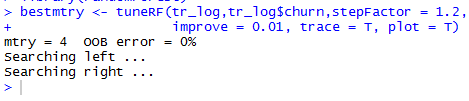 > bestmtry <- tuneRF(tr_log,tr_log$churn,stepFactor = 1.2,
+                    improve = 0.01, trace = T, plot = T)
mtry = 4  OOB error = 0%
Searching left ...
Searching right ...
>